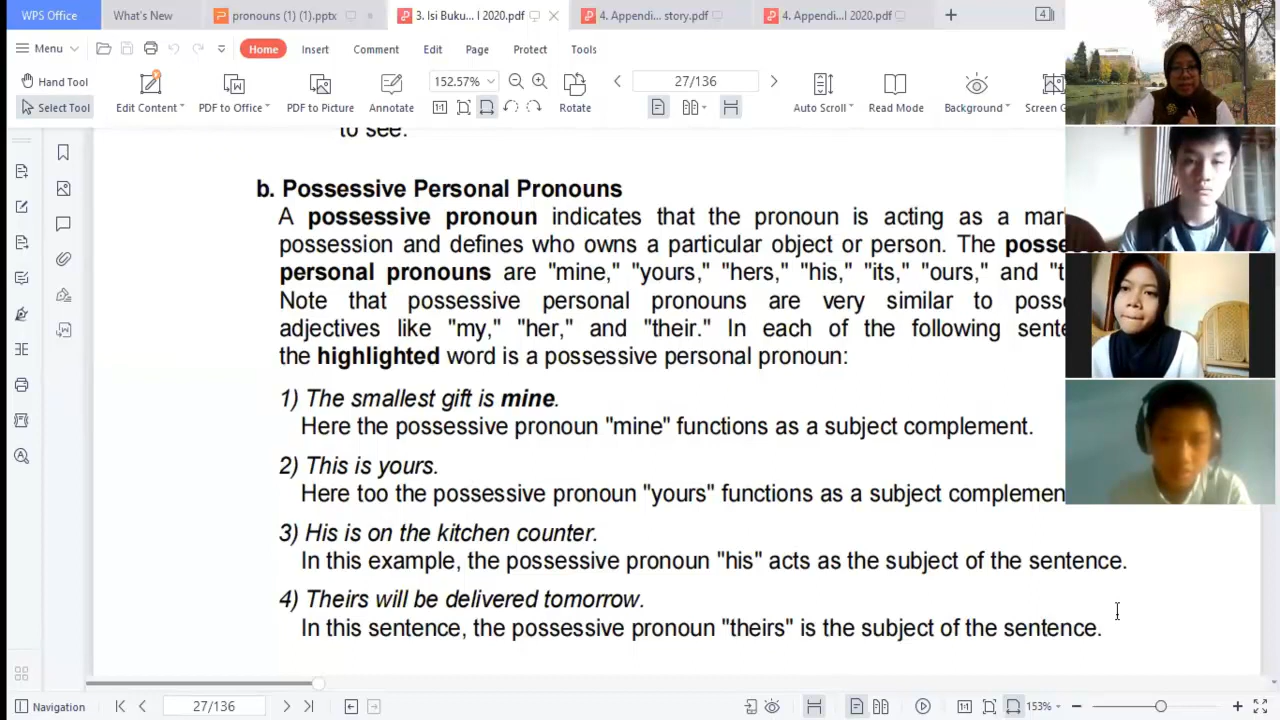 WPS Office
What's New
pronouns (1) (1).pptx
3. Isi Buku... I 2020.pdf
4. Appendi... story.pdf
4. Appendi...l 2020.pdf
4
Menu
Home
Insert
Comment
Edit
Page
Protect
Tools
Hand Tool
Select Tool
Edit Content
PDF to Office
PDF to Picture
Annotate
152.57%
1:1
Rotate
27/136
Auto Scroll
Read Mode
Background
Screen G
to see.
b. Possessive Personal Pronouns
A possessive pronoun indicates that the pronoun is acting as a mar
possession and defines who owns a particular object or person. The
personal pronouns are "mine," "yours," "hers," "his," "its," "ours," and "t
Note that possessive personal pronouns are very similar to posse
adjectives like "my," "her," and "their." In each of the following sente
the highlighted word is a possessive personal pronoun:
1) The smallest gift is mine.
Here the possessive pronoun "mine" functions as a subject complement.
2) This is yours.
Here too the possessive pronoun "yours" functions as a subject complemen
3) His is on the kitchen counter.
In this example, the possessive pronoun "his" acts as the subject of the sentence.
4) Theirs will be delivered tomorrow.
In this sentence, the possessive pronoun "theirs" is the subject of the sentence.
Navigation
27/136
1:1
153%